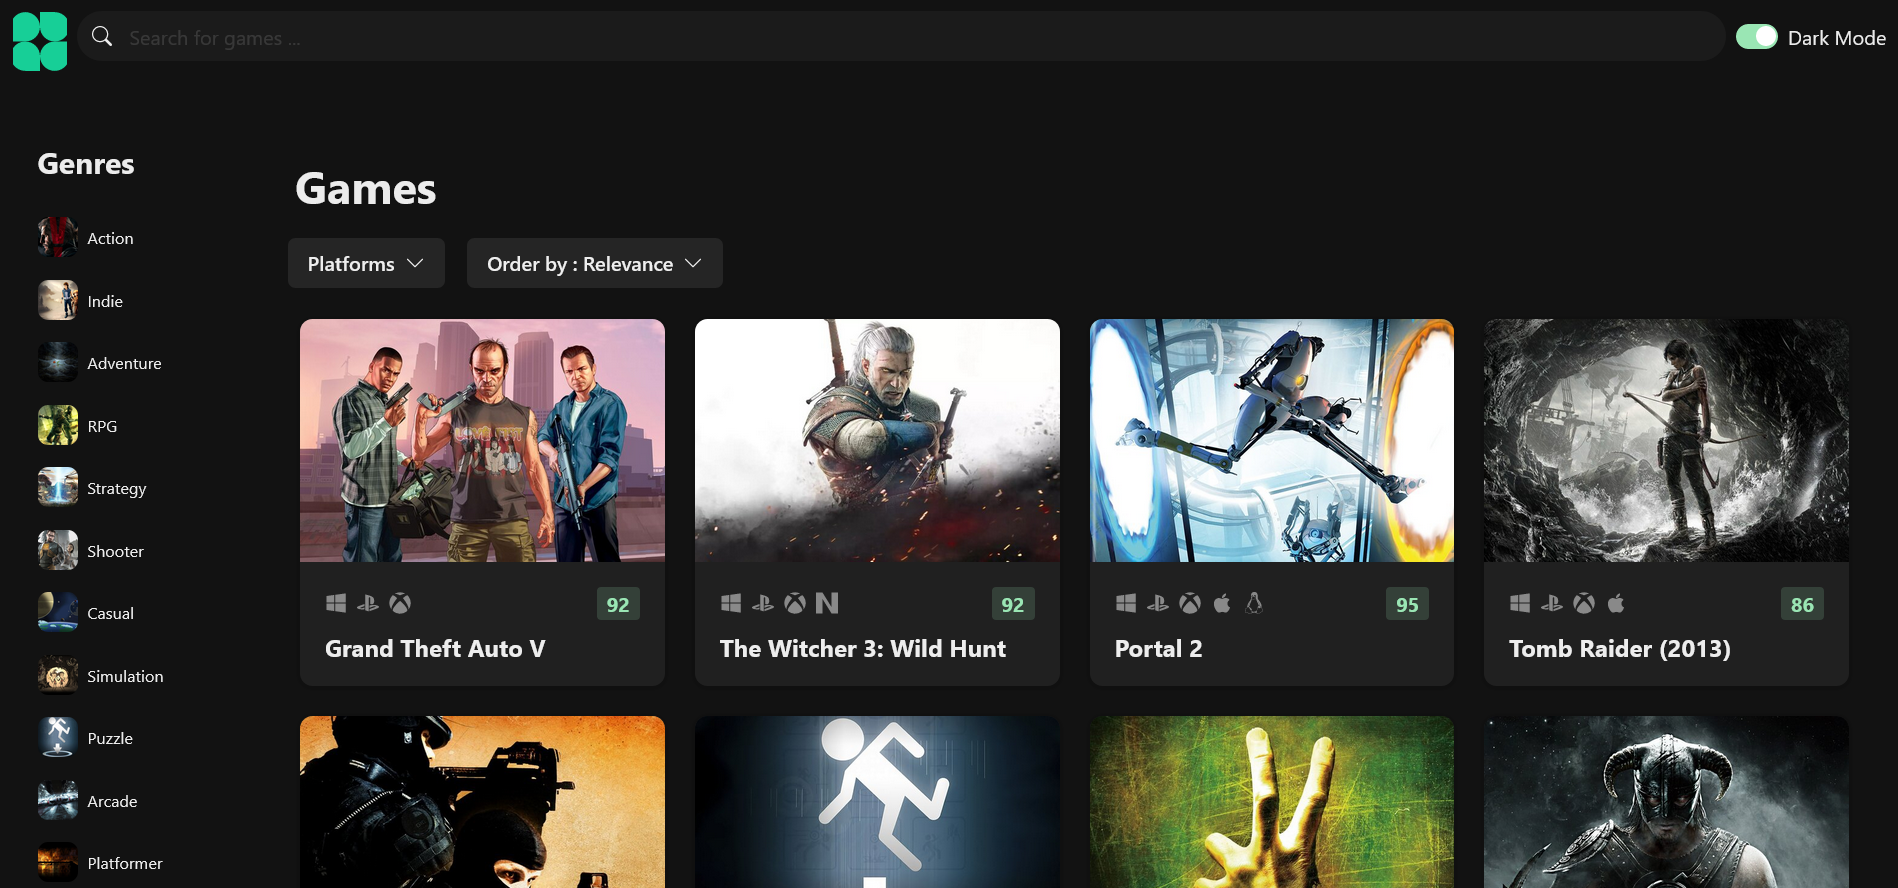 Search for games ...
Dark Mode
Genres
Action
Indie
Adventure
RPG
Strategy
Shooter
Casual
Simulation
Puzzle
Arcade
Platformer
Games
Platforms
Order by : Relevance
92
Grand Theft Auto V
92
The Witcher 3: Wild Hunt
95
Portal 2
86
Tomb Raider (2013)